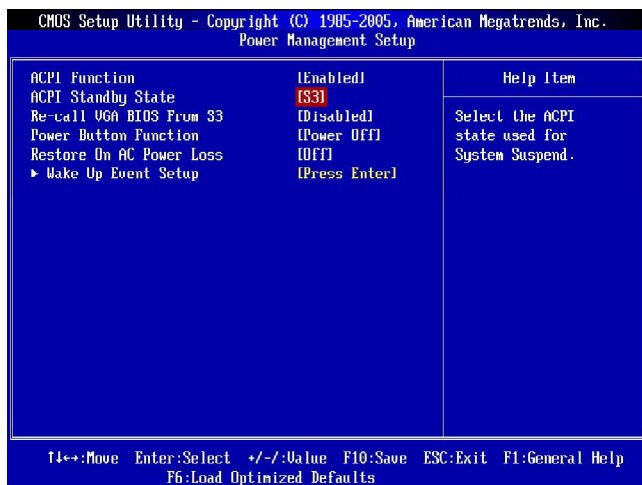 CMOS Setup Utility - Copyright (C) 1985-2005, American Megatrends, Inc.
Power Management Setup
ACPI Function [Enabled]
ACPI Standby State [S3]
Re-call VGA BIOS From S3 [Disabled]
Power Button Function [Power Off]
Restore On AC Power Loss [Off]
▶ Wake Up Event Setup [Press Enter]
Help Item
Select the ACPI
state used for
System Suspend.
↑↓←→:Move Enter:Select +/-/:Value F10:Save ESC:Exit F1:General Help
F6:Load Optimized Defaults